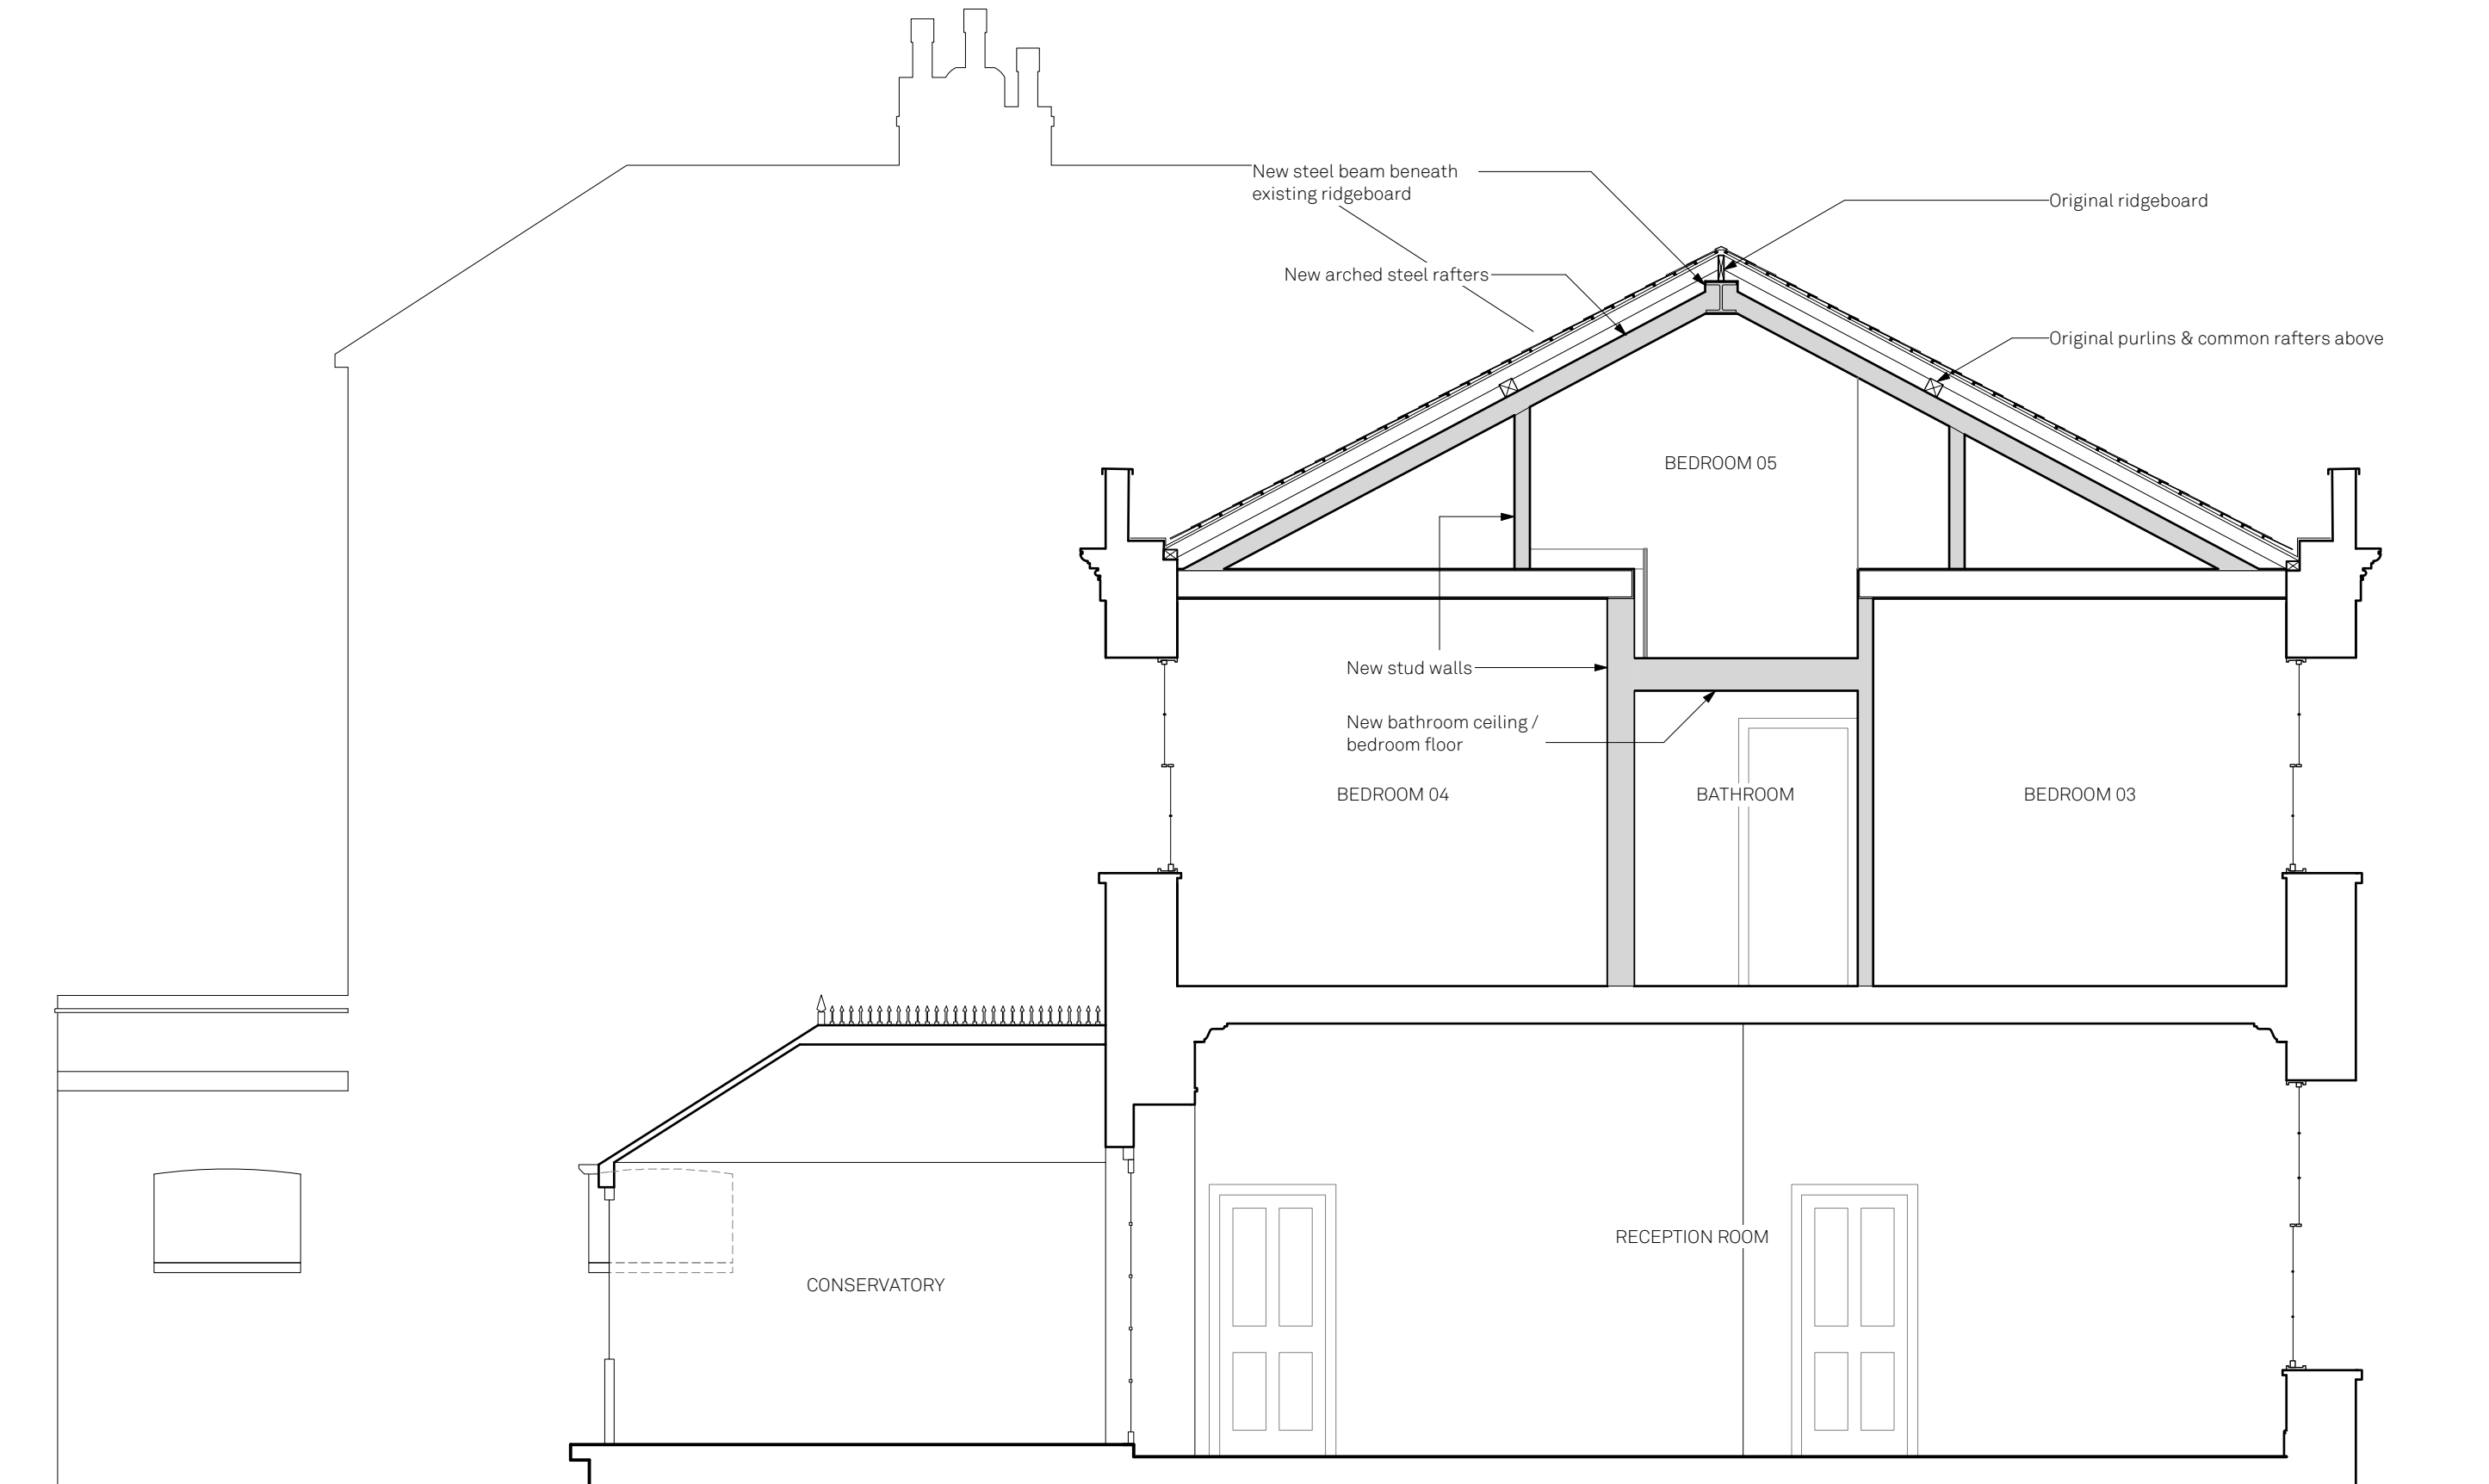 New steel beam beneath
existing ridgeboard
Original ridgeboard
New arched steel rafters
Original purlins & common rafters above
BEDROOM 05
New stud walls
New bathroom ceiling /
bedroom floor
BEDROOM 04
BATHROOM
BEDROOM 03
RECEPTION ROOM
CONSERVATORY